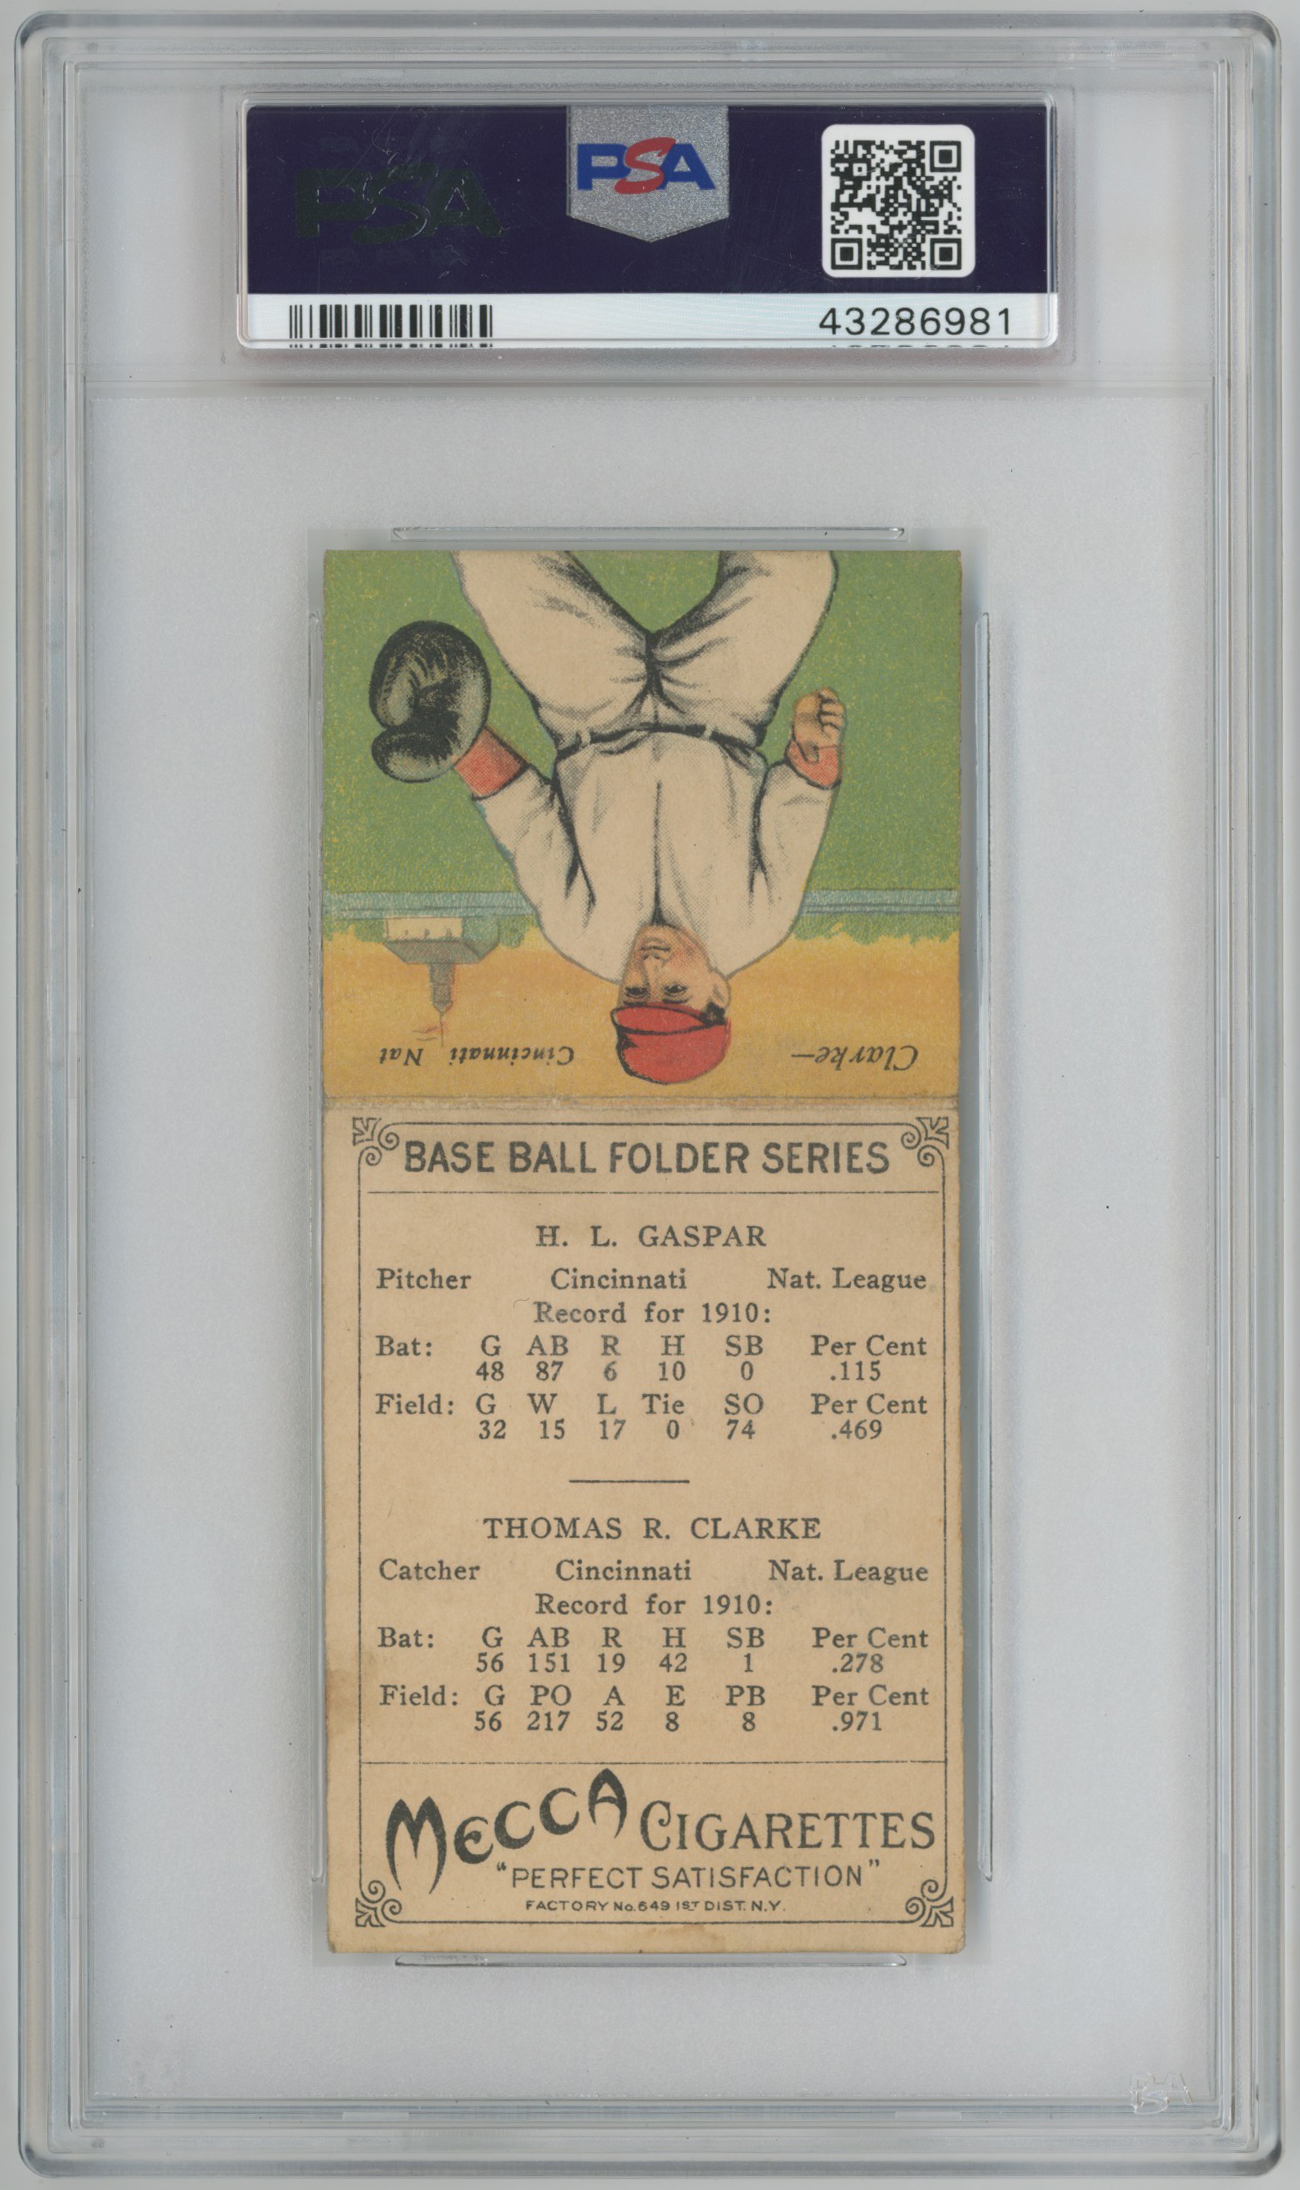 PSA
PSA
43286981
Clarke— Cincinnati Nat
BASE BALL FOLDER SERIES
H. L. GASPAR
Pitcher Cincinnati Nat. League
Record for 1910:
Bat: G AB R H SB Per Cent
48 87 6 10 0 .115
Field: G W L Tie SO Per Cent
32 15 17 0 74 .469
THOMAS R. CLARKE
Catcher Cincinnati Nat. League
Record for 1910:
Bat: G AB R H SB Per Cent
56 151 19 42 1 .278
Field: G PO A E PB Per Cent
56 217 52 8 8 .971
MECCA CIGARETTES
"PERFECT SATISFACTION"
FACTORY No. 649 1ST DIST. N.Y.
PSA